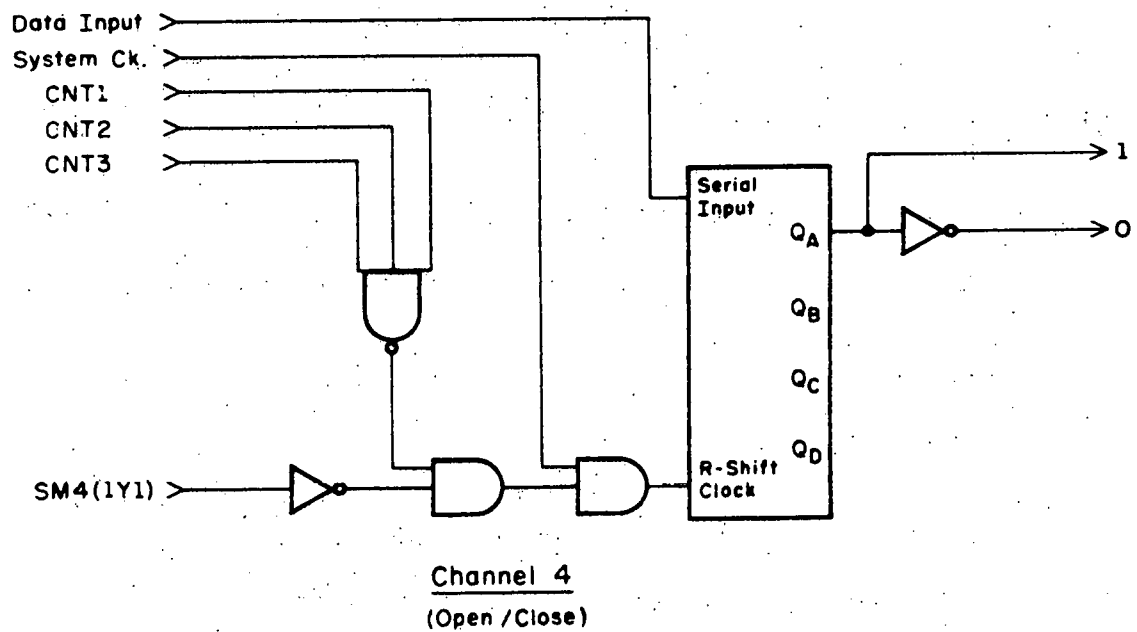 Data Input
System Ck.
CNT1
CNT2
CNT3
1
Serial
Input
QA
0
QB
QC
QD
R-Shift
Clock
SM4(1Y1)
Channel 4
(Open/Close)